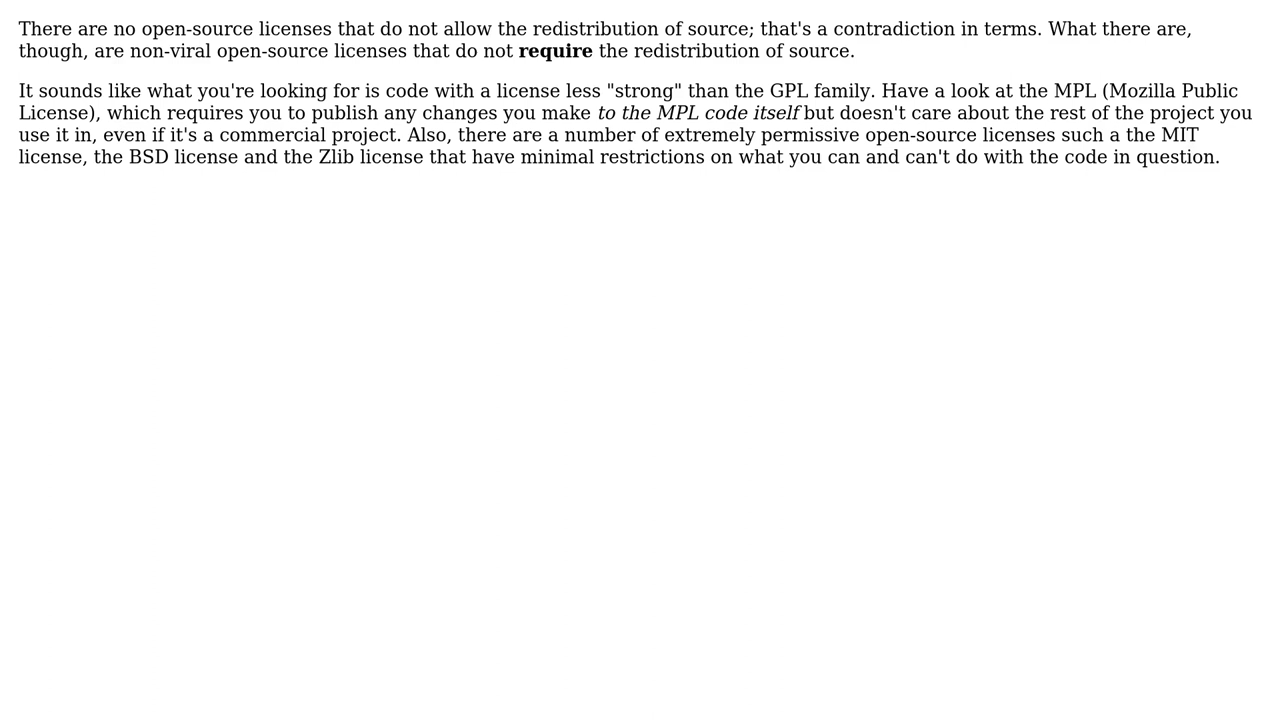 There are no open-source licenses that do not allow the redistribution of source; that's a contradiction in terms. What there are,
though, are non-viral open-source licenses that do not require the redistribution of source.
It sounds like what you're looking for is code with a license less "strong" than the GPL family. Have a look at the MPL (Mozilla Public
License), which requires you to publish any changes you make to the MPL code itself but doesn't care about the rest of the project you
use it in, even if it's a commercial project. Also, there are a number of extremely permissive open-source licenses such a the MIT
license, the BSD license and the Zlib license that have minimal restrictions on what you can and can't do with the code in question.